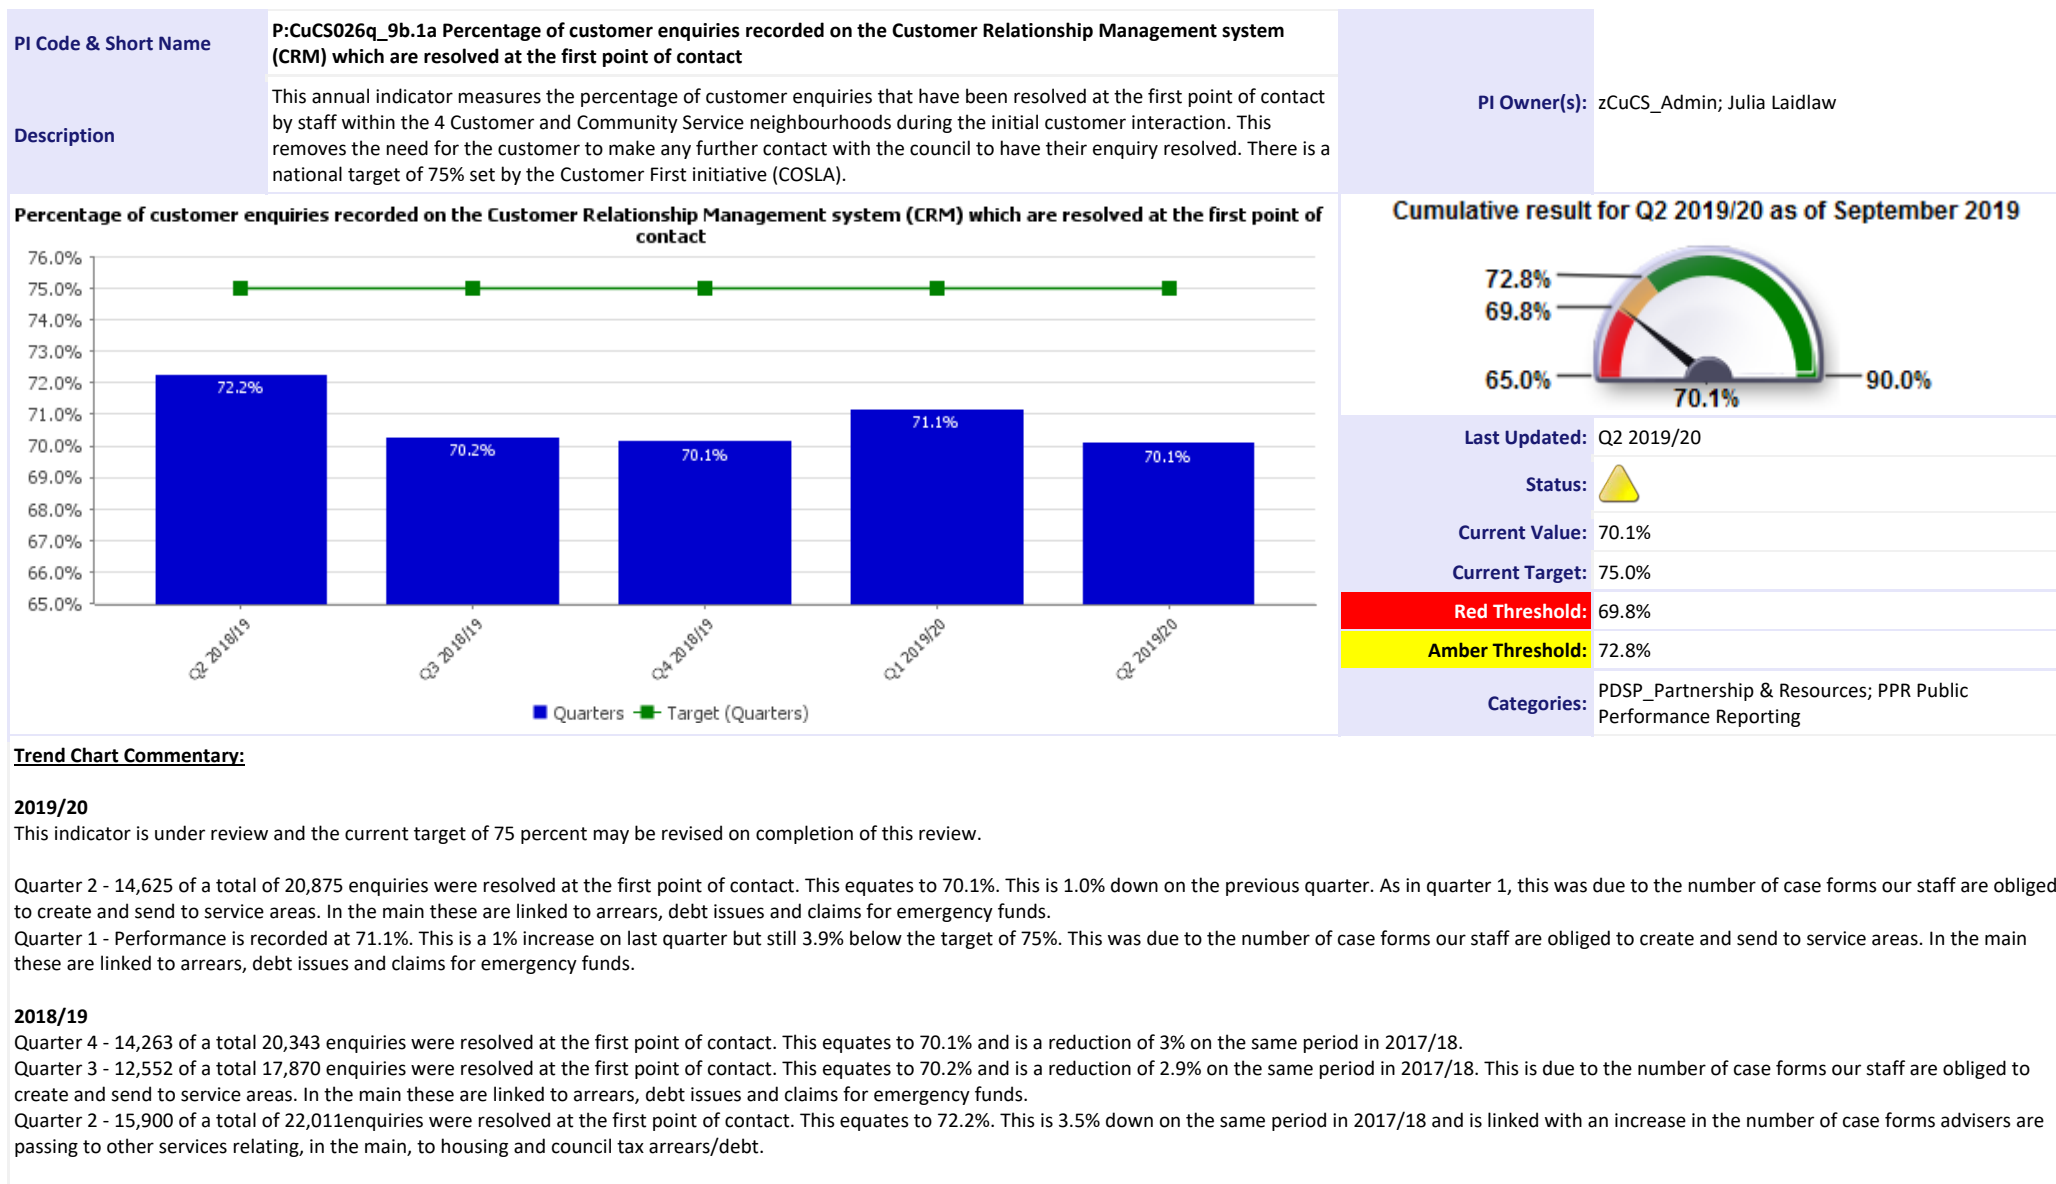 PI Code & Short Name
P:CuCS026q_9b.1a Percentage of customer enquiries recorded on the Customer Relationship Management system
(CRM) which are resolved at the first point of contact
Description
This annual indicator measures the percentage of customer enquiries that have been resolved at the first point of contact
by staff within the 4 Customer and Community Service neighbourhoods during the initial customer interaction. This
removes the need for the customer to make any further contact with the council to have their enquiry resolved. There is a
national target of 75% set by the Customer First initiative (COSLA).
PI Owner(s): zCuCS_Admin; Julia Laidlaw
Percentage of customer enquiries recorded on the Customer Relationship Management system (CRM) which are resolved at the first point of
contact
76.0%
75.0%
74.0%
73.0%
72.0%
71.0%
70.0%
69.0%
68.0%
67.0%
66.0%
65.0%
72.2%
70.2%
70.1%
71.1%
70.1%
Q2 2018/19
Q3 2018/19
Q4 2018/19
Q1 2019/20
Q2 2019/20
Quarters Target (Quarters)
Cumulative result for Q2 2019/20 as of September 2019
72.8%
69.8%
65.0%
90.0%
70.1%
Last Updated: Q2 2019/20
Status:
Current Value: 70.1%
Current Target: 75.0%
Red Threshold: 69.8%
Amber Threshold: 72.8%
Categories: PDSP_Partnership & Resources; PPR Public
Performance Reporting
Trend Chart Commentary:
2019/20
This indicator is under review and the current target of 75 percent may be revised on completion of this review.
Quarter 2 - 14,625 of a total of 20,875 enquiries were resolved at the first point of contact. This equates to 70.1%. This is 1.0% down on the previous quarter. As in quarter 1, this was due to the number of case forms our staff are obliged
to create and send to service areas. In the main these are linked to arrears, debt issues and claims for emergency funds.
Quarter 1 - Performance is recorded at 71.1%. This is a 1% increase on last quarter but still 3.9% below the target of 75%. This was due to the number of case forms our staff are obliged to create and send to service areas. In the main
these are linked to arrears, debt issues and claims for emergency funds.
2018/19
Quarter 4 - 14,263 of a total 20,343 enquiries were resolved at the first point of contact. This equates to 70.1% and is a reduction of 3% on the same period in 2017/18.
Quarter 3 - 12,552 of a total 17,870 enquiries were resolved at the first point of contact. This equates to 70.2% and is a reduction of 2.9% on the same period in 2017/18. This is due to the number of case forms our staff are obliged to
create and send to service areas. In the main these are linked to arrears, debt issues and claims for emergency funds.
Quarter 2 - 15,900 of a total of 22,011enquiries were resolved at the first point of contact. This equates to 72.2%. This is 3.5% down on the same period in 2017/18 and is linked with an increase in the number of case forms advisers are
passing to other services relating, in the main, to housing and council tax arrears/debt.